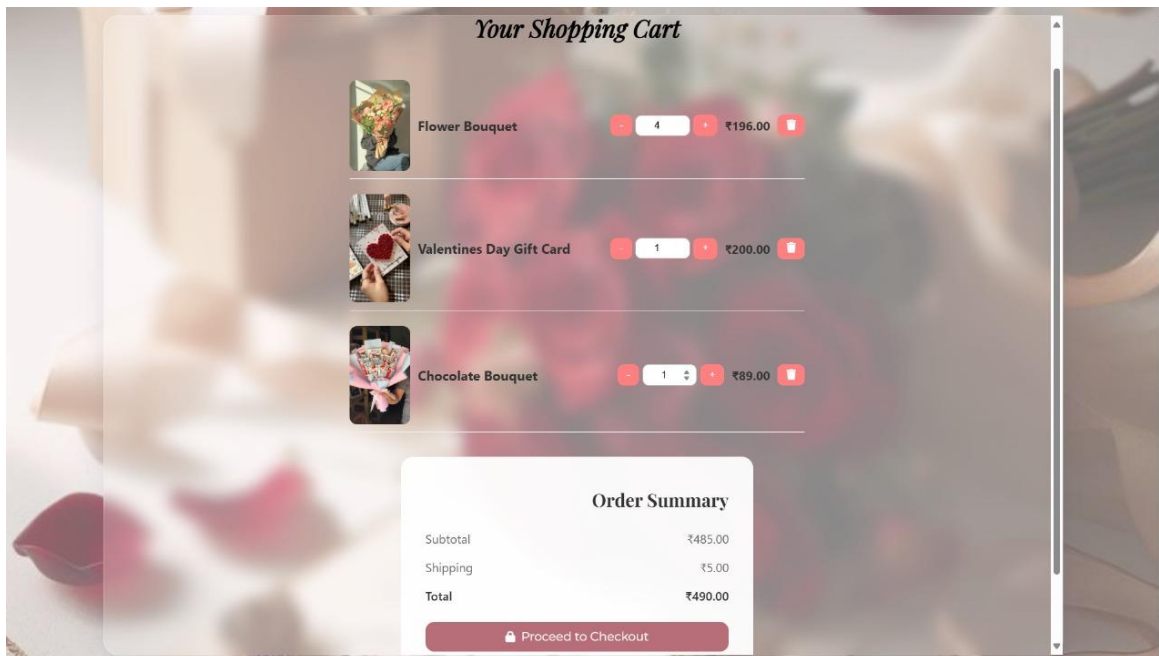 Your Shopping Cart
Flower Bouquet - 4 + ₹196.00
Valentines Day Gift Card - 1 + ₹200.00
Chocolate Bouquet - 1 + ₹89.00
Order Summary
Subtotal ₹485.00
Shipping ₹5.00
Total ₹490.00
Proceed to Checkout